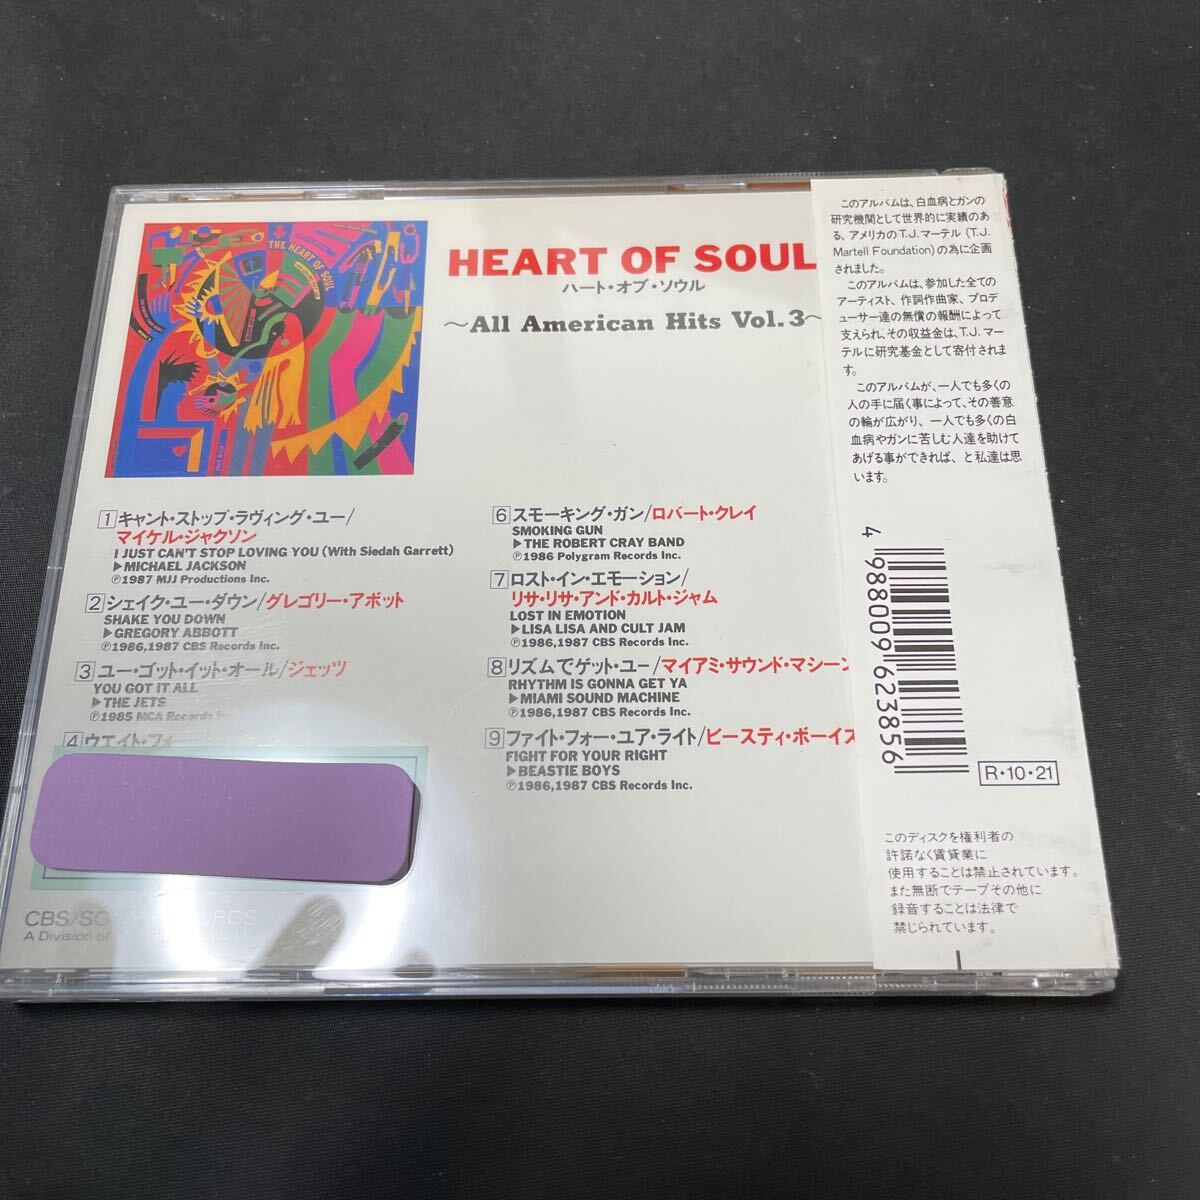 THE HEART OF SOUL
HEART OF SOUL
ハート・オブ・ソウル
〜All American Hits Vol.3〜
1 キャント・ストップ・ラヴィング・ユー/
マイケル・ジャクソン
I JUST CAN'T STOP LOVING YOU (With Siedah Garrett)
▶MICHAEL JACKSON
℗1987 MJJ Productions Inc.
2 シェイク・ユー・ダウン/グレゴリー・アボット
SHAKE YOU DOWN
▶GREGORY ABBOTT
℗1986,1987 CBS Records Inc.
3 ユー・ゴット・イット・オール/ジェッツ
YOU GOT IT ALL
▶THE JETS
℗1985 MCA Records
4 ウエイト・フォー
6 スモーキング・ガン/ロバート・クレイ
SMOKING GUN
▶THE ROBERT CRAY BAND
℗1986 Polygram Records Inc.
7 ロスト・イン・エモーション/
リサ・リサ・アンド・カルト・ジャム
LOST IN EMOTION
▶LISA LISA AND CULT JAM
℗1986,1987 CBS Records Inc.
8 リズムでゲット・ユー/マイアミ・サウンド・マシーン
RHYTHM IS GONNA GET YA
▶MIAMI SOUND MACHINE
℗1986,1987 CBS Records Inc.
9 ファイト・フォー・ユア・ライト/ビースティ・ボーイズ
FIGHT FOR YOUR RIGHT
▶BEASTIE BOYS
℗1986,1987 CBS Records Inc.
CBS/SONY RECORDS
A Division of
このアルバムは、白血病とガンの
研究機関として世界的に実績のあ
る、アメリカのT.J.マーテル（T.J.
Martell Foundation)の為に企画
されました。
このアルバムは、参加した全ての
アーティスト、作詞作曲家、プロデ
ューサー達の無償の報酬によって
支えられ、その収益金は、T.J.マー
テルに研究基金として寄付されま
す。
このアルバムが、一人でも多くの
人の手に届く事によって、その善意
の輪が広がり、一人でも多くの白
血病やガンに苦しむ人達を助けて
あげる事ができれば、と私達は思
います。
4 988009 623856
R・10・21
このディスクを権利者の
許諾なく賃貸業に
使用することは禁止されています。
また無断でテープその他に
録音することは法律で
禁じられています。